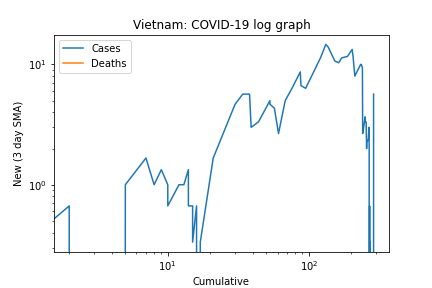 Vietnam: COVID-19 log graph
Cases
Deaths
New (3 day SMA)
10¹
10⁰
10¹
10²
Cumulative